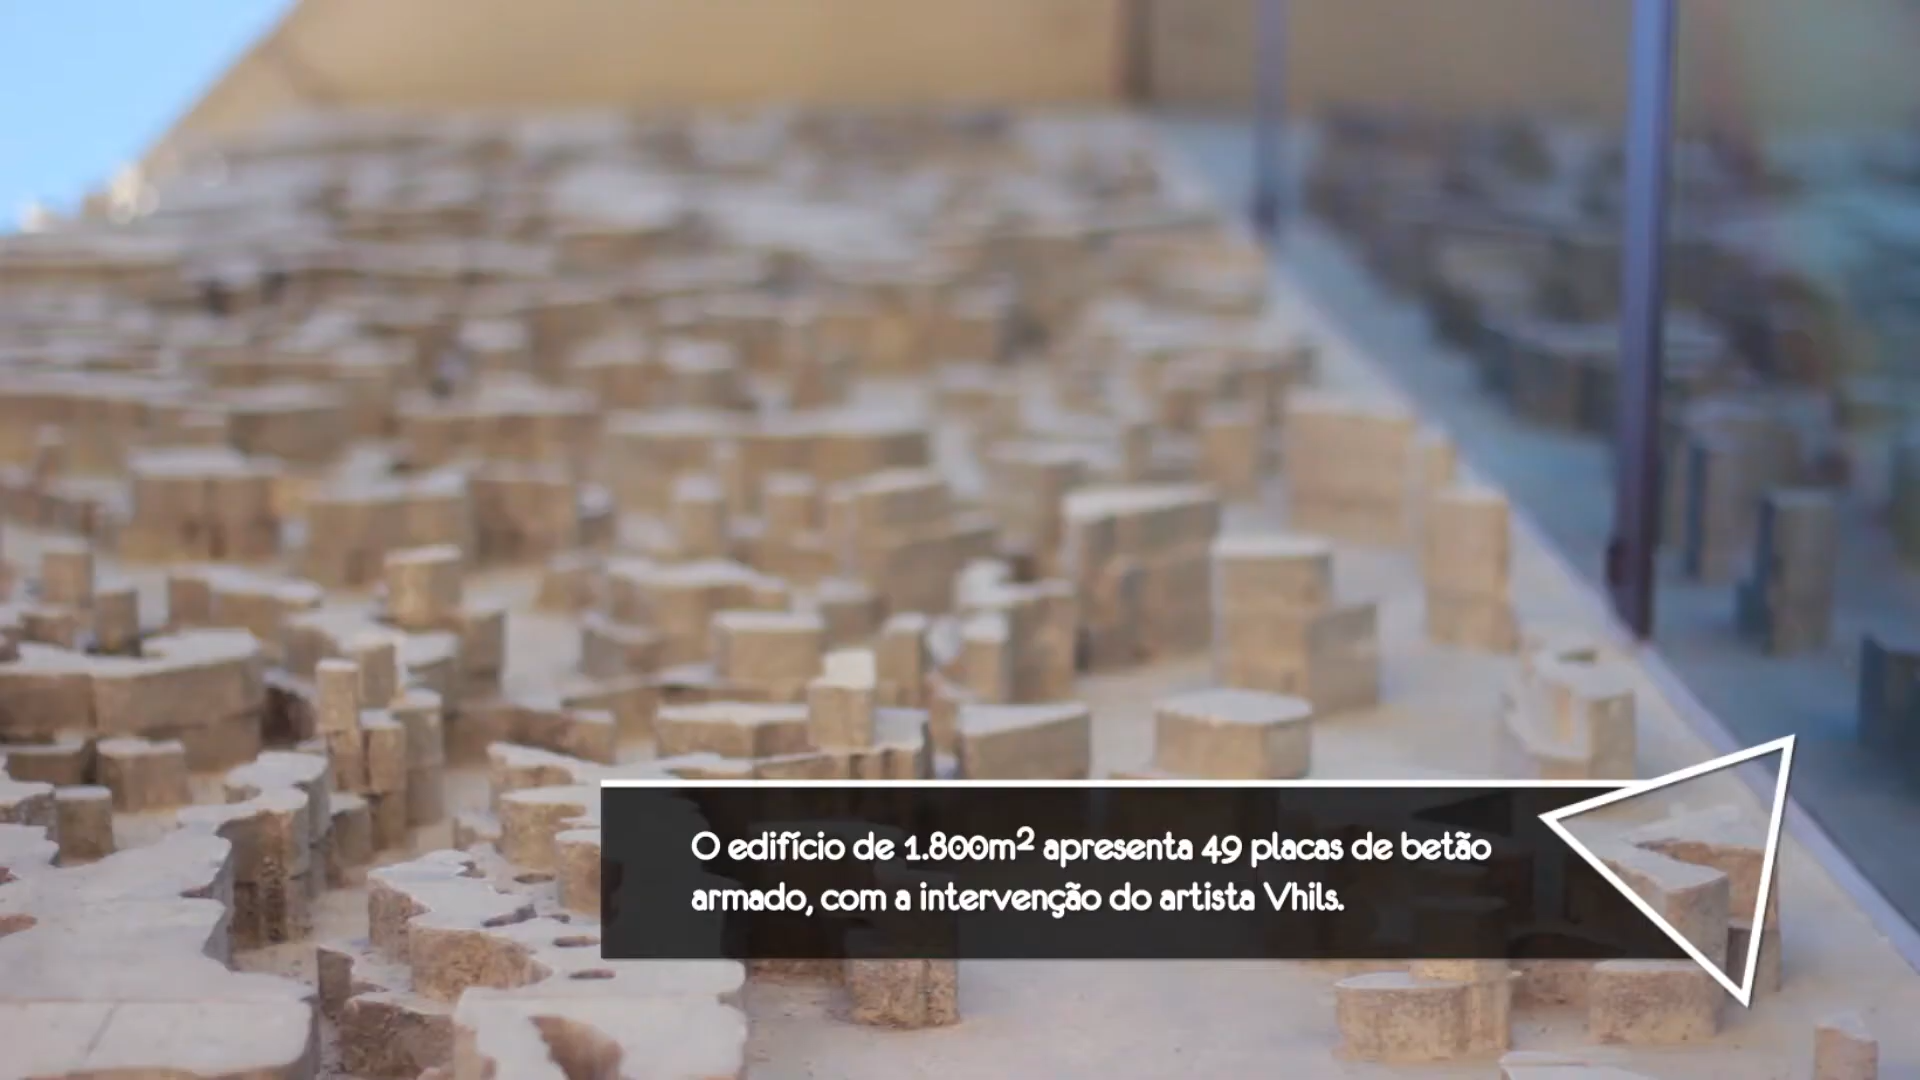 O edifício de 1.800m² apresenta 49 placas de betão
armado, com a intervenção do artista Vhils.